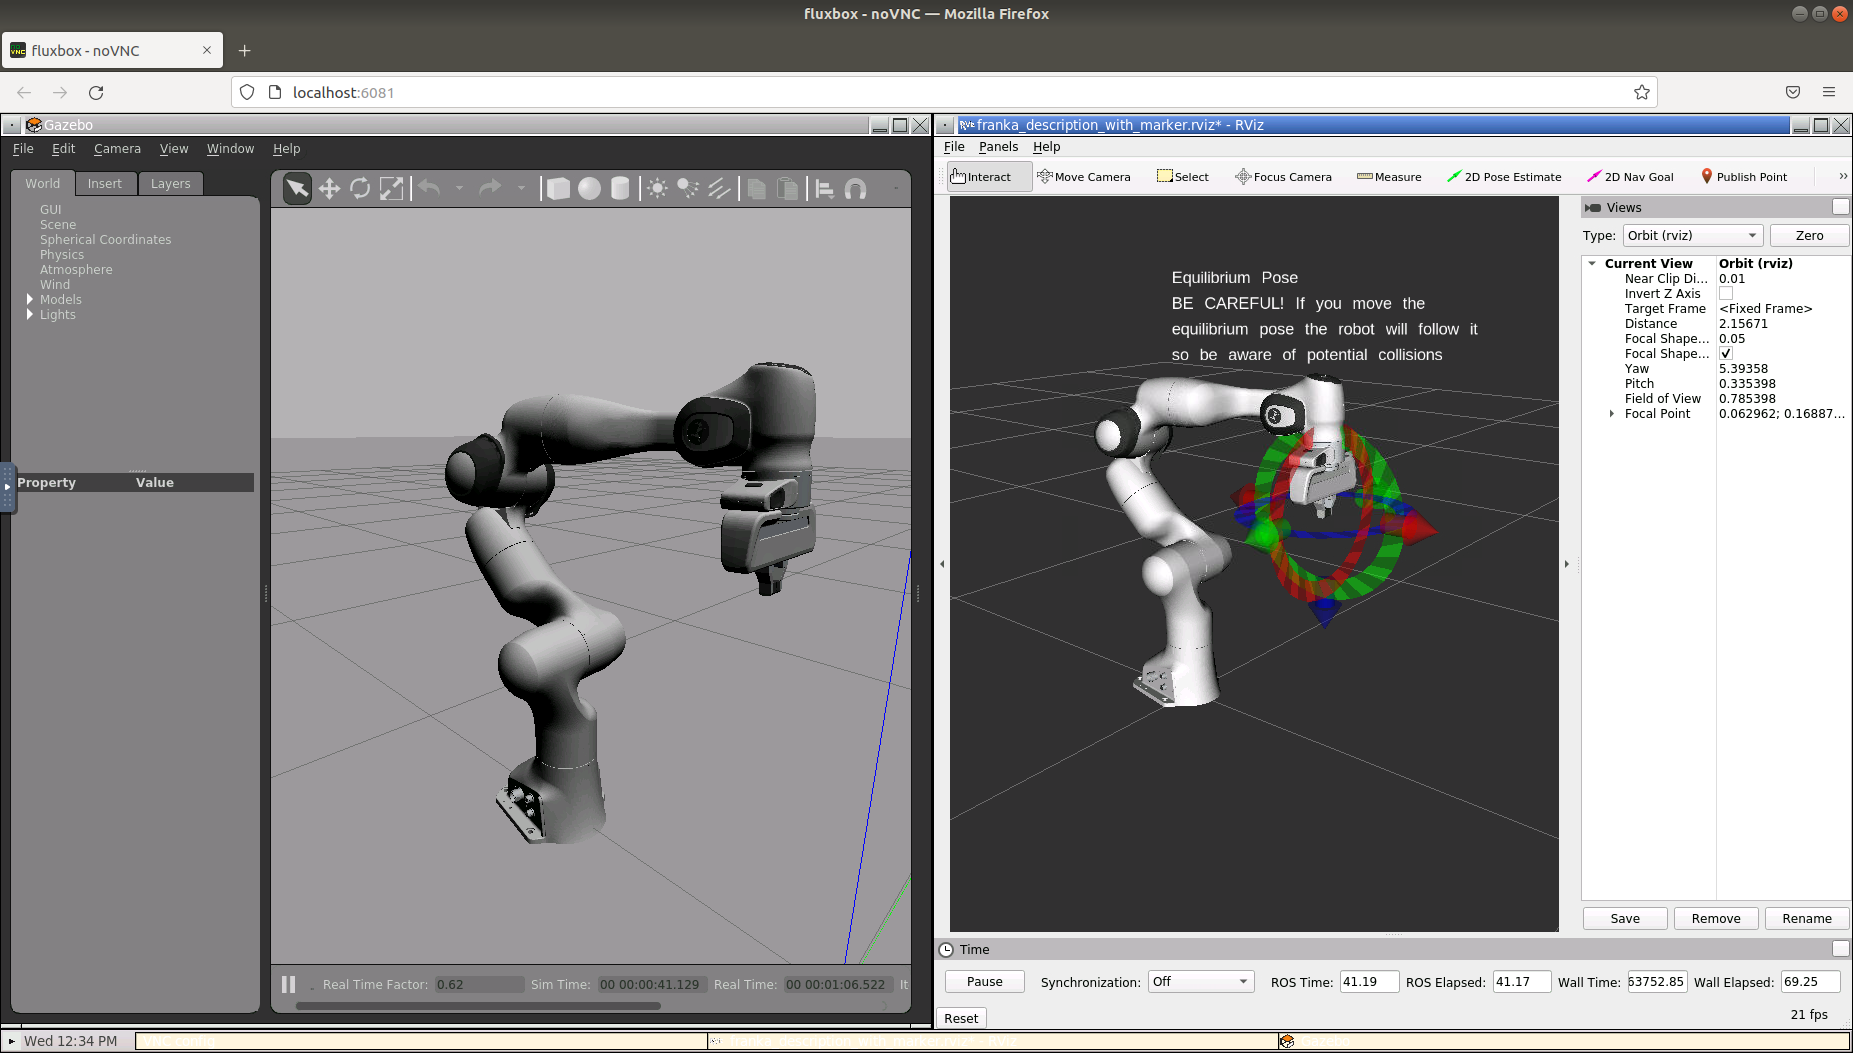 fluxbox - noVNC — Mozilla Firefox
fluxbox - noVNC
localhost:6081
Gazebo
File Edit Camera View Window Help
World Insert Layers
GUI
Scene
Spherical Coordinates
Physics
Atmosphere
Wind
Models
Lights
Property Value
Real Time Factor: 0.62 Sim Time: 00 00:00:41.129 Real Time: 00 00:01:06.522 It
franka_description_with_marker.rviz* - RViz
File Panels Help
Interact Move Camera Select Focus Camera Measure 2D Pose Estimate 2D Nav Goal Publish Point
Equilibrium Pose
BE CAREFUL! If you move the
equilibrium pose the robot will follow it
so be aware of potential collisions
Views
Type: Orbit (rviz) Zero
Current View Orbit (rviz)
Near Clip Di... 0.01
Invert Z Axis
Target Frame <Fixed Frame>
Distance 2.15671
Focal Shape... 0.05
Focal Shape...
Yaw 5.39358
Pitch 0.335398
Field of View 0.785398
Focal Point 0.062962; 0.16887...
Save Remove Rename
Time
Pause Synchronization: Off ROS Time: 41.19 ROS Elapsed: 41.17 Wall Time: 63752.85 Wall Elapsed: 69.25
Reset 21 fps
Wed 12:34 PM VNC config franka_description_with_marker.rviz* - RViz Gazebo